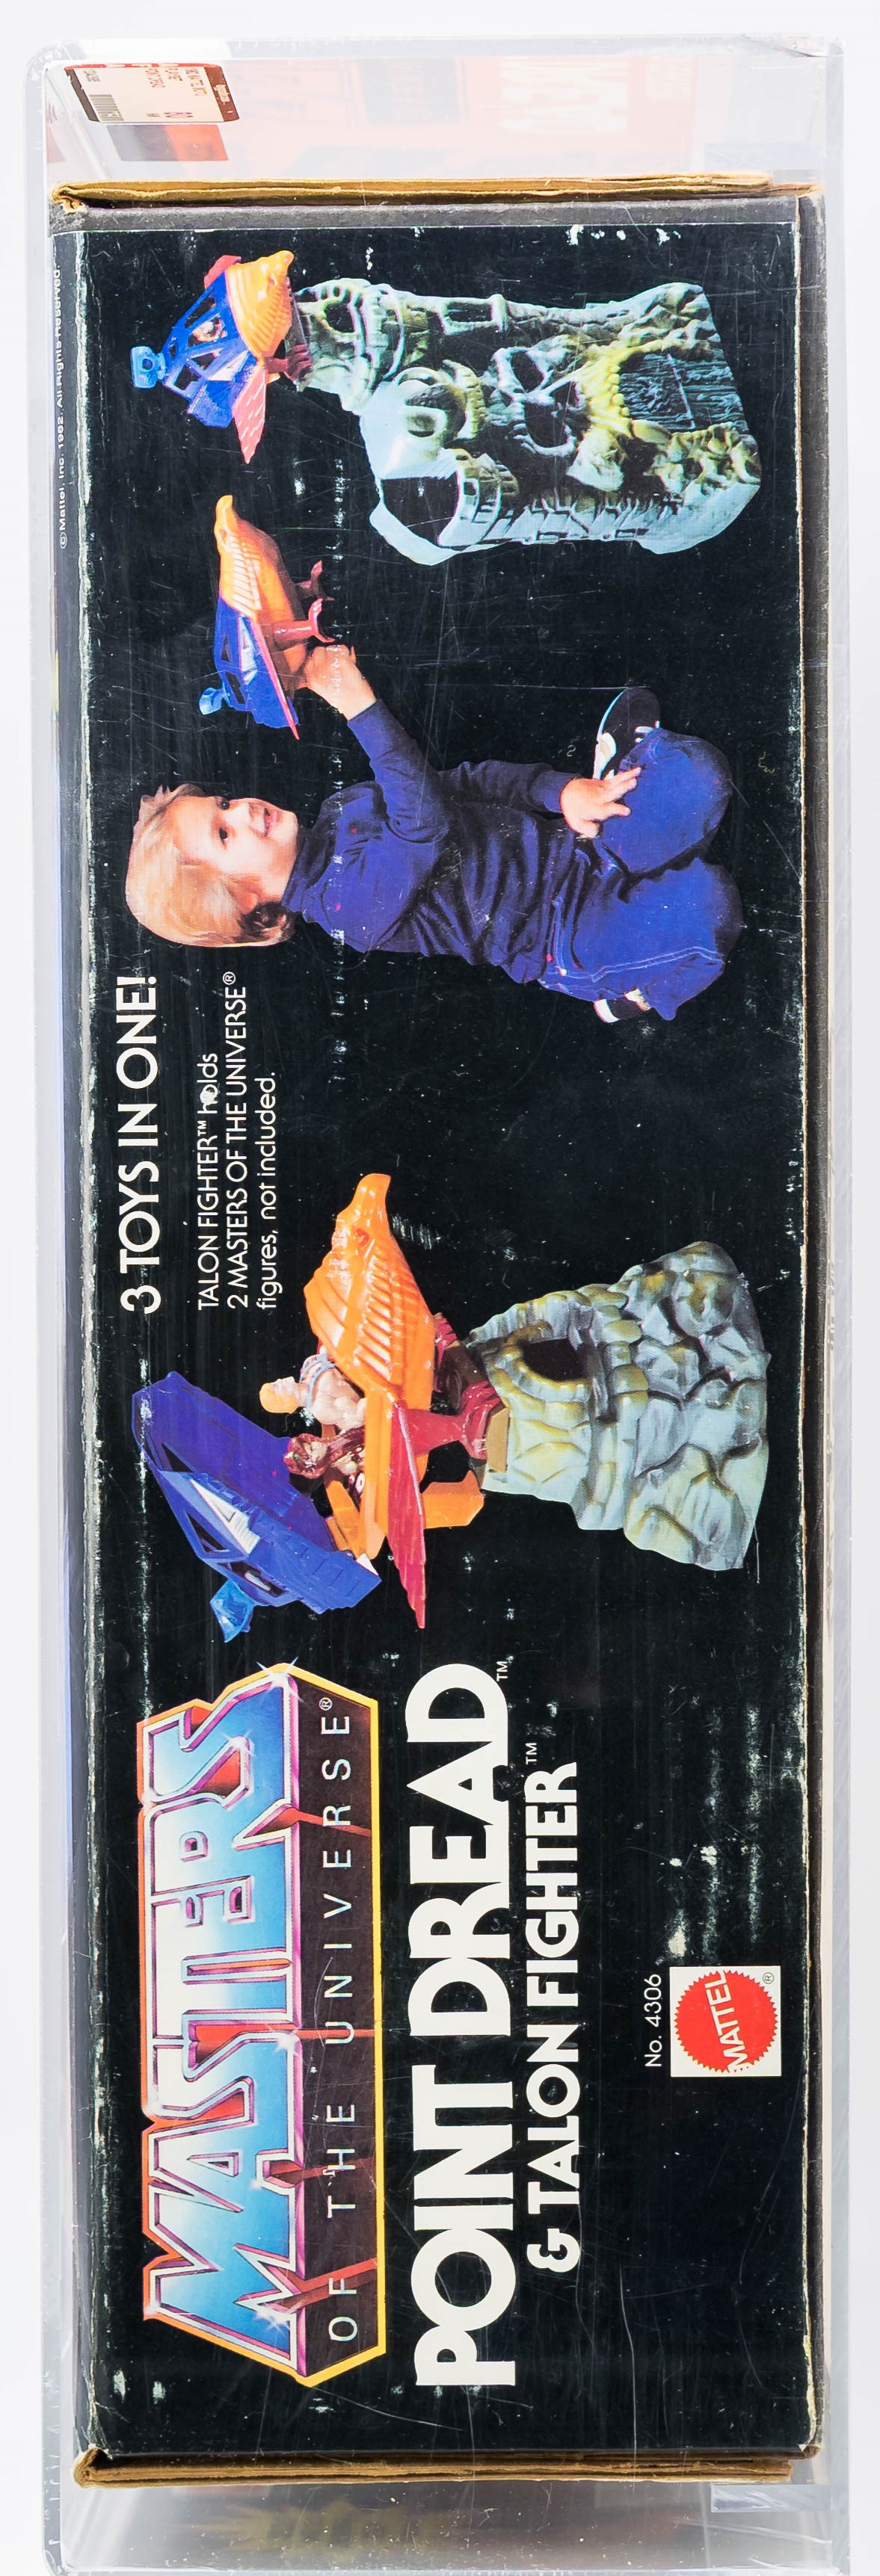 MASTERS
OF THE UNIVERSE®
POINT DREAD™
& TALON FIGHTER™
No. 4306
MATTEL®
3 TOYS IN ONE!
TALON FIGHTER™ holds
2 MASTERS OF THE UNIVERSE®
figures, not included.
©Mattel, Inc. 1982. All Rights Reserved.
80